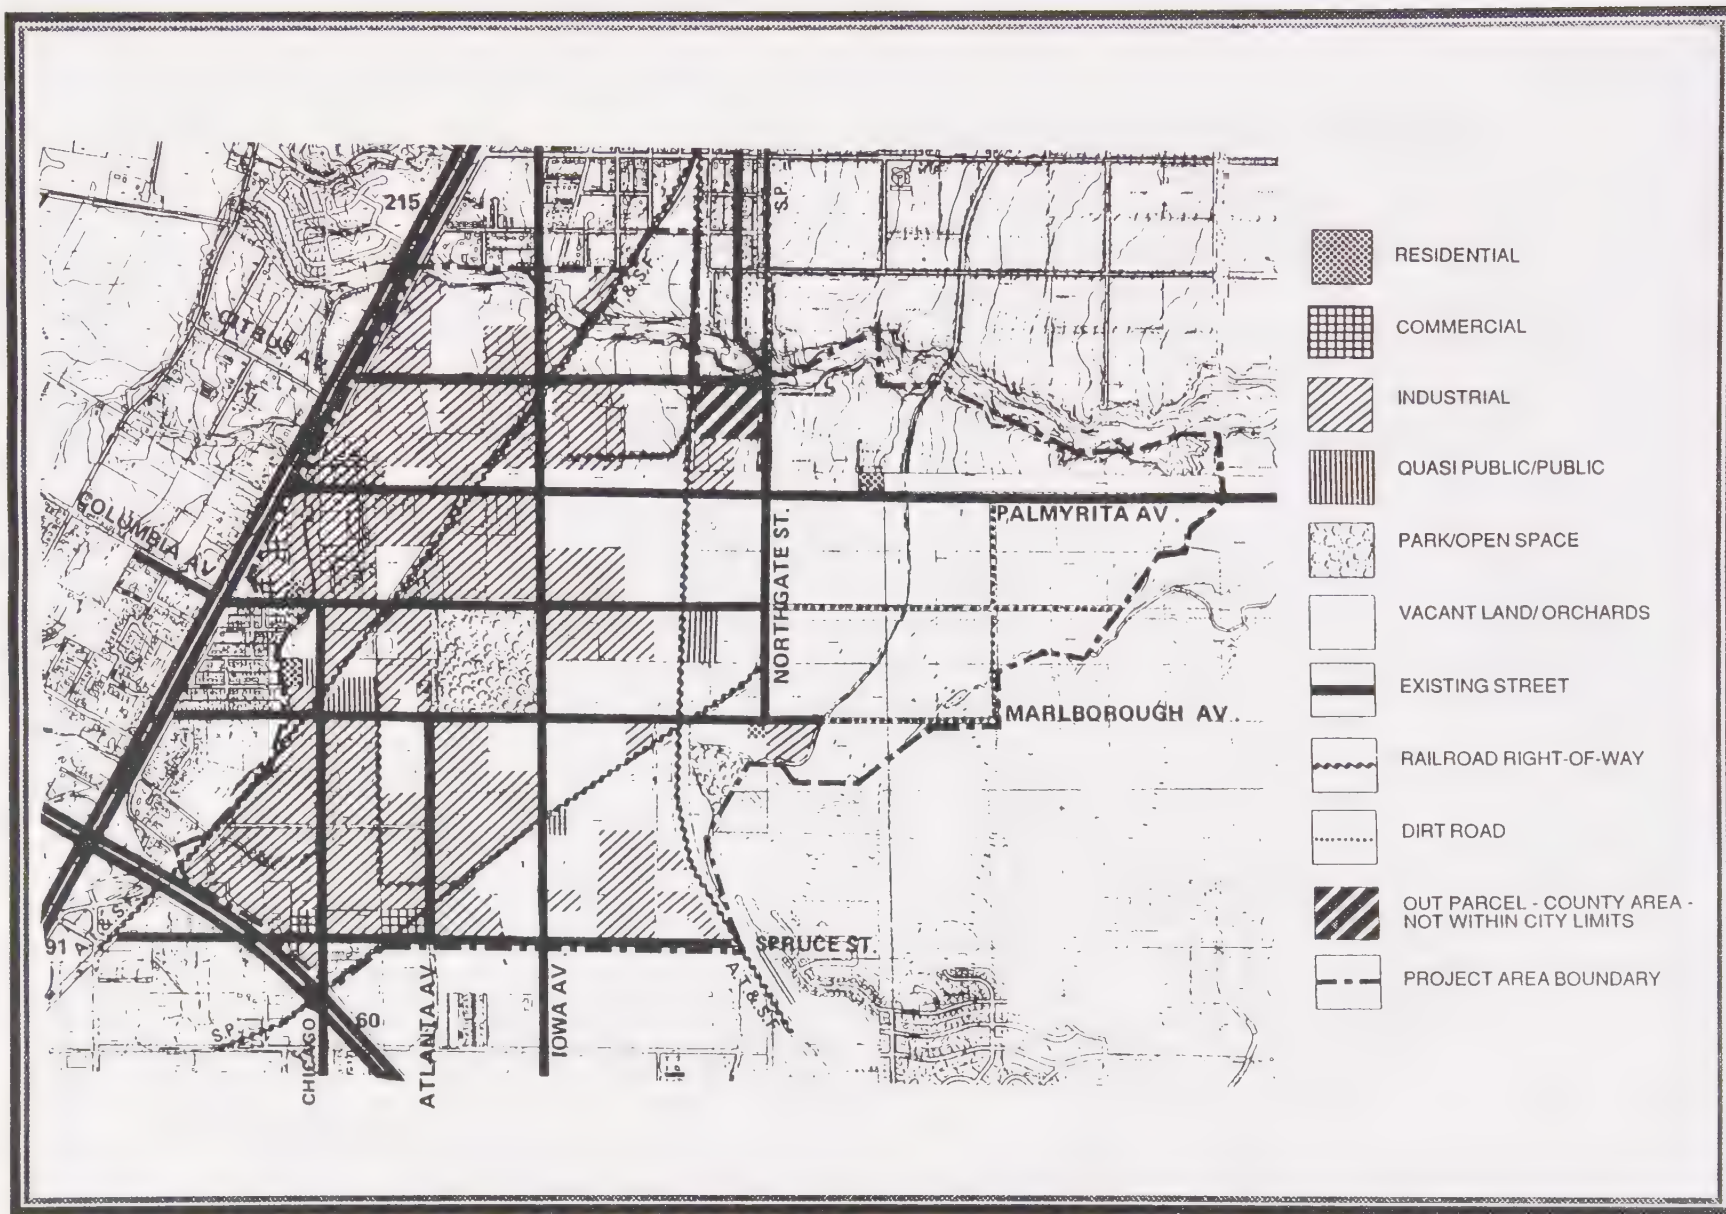 215
S.P.
A.T. & S.F.
CITRUS AV.
COLUMBIA AV.
PALMYRITA AV.
NORTHGATE ST.
MARLBOROUGH AV.
SPRUCE ST.
A.T. & S.F.
91
A.T. & S.F.
S.P.
60
CHICAGO
ATLANTA AV.
IOWA AV.
RESIDENTIAL
COMMERCIAL
INDUSTRIAL
QUASI PUBLIC/PUBLIC
PARK/OPEN SPACE
VACANT LAND/ ORCHARDS
EXISTING STREET
RAILROAD RIGHT-OF-WAY
DIRT ROAD
OUT PARCEL - COUNTY AREA -
NOT WITHIN CITY LIMITS
PROJECT AREA BOUNDARY